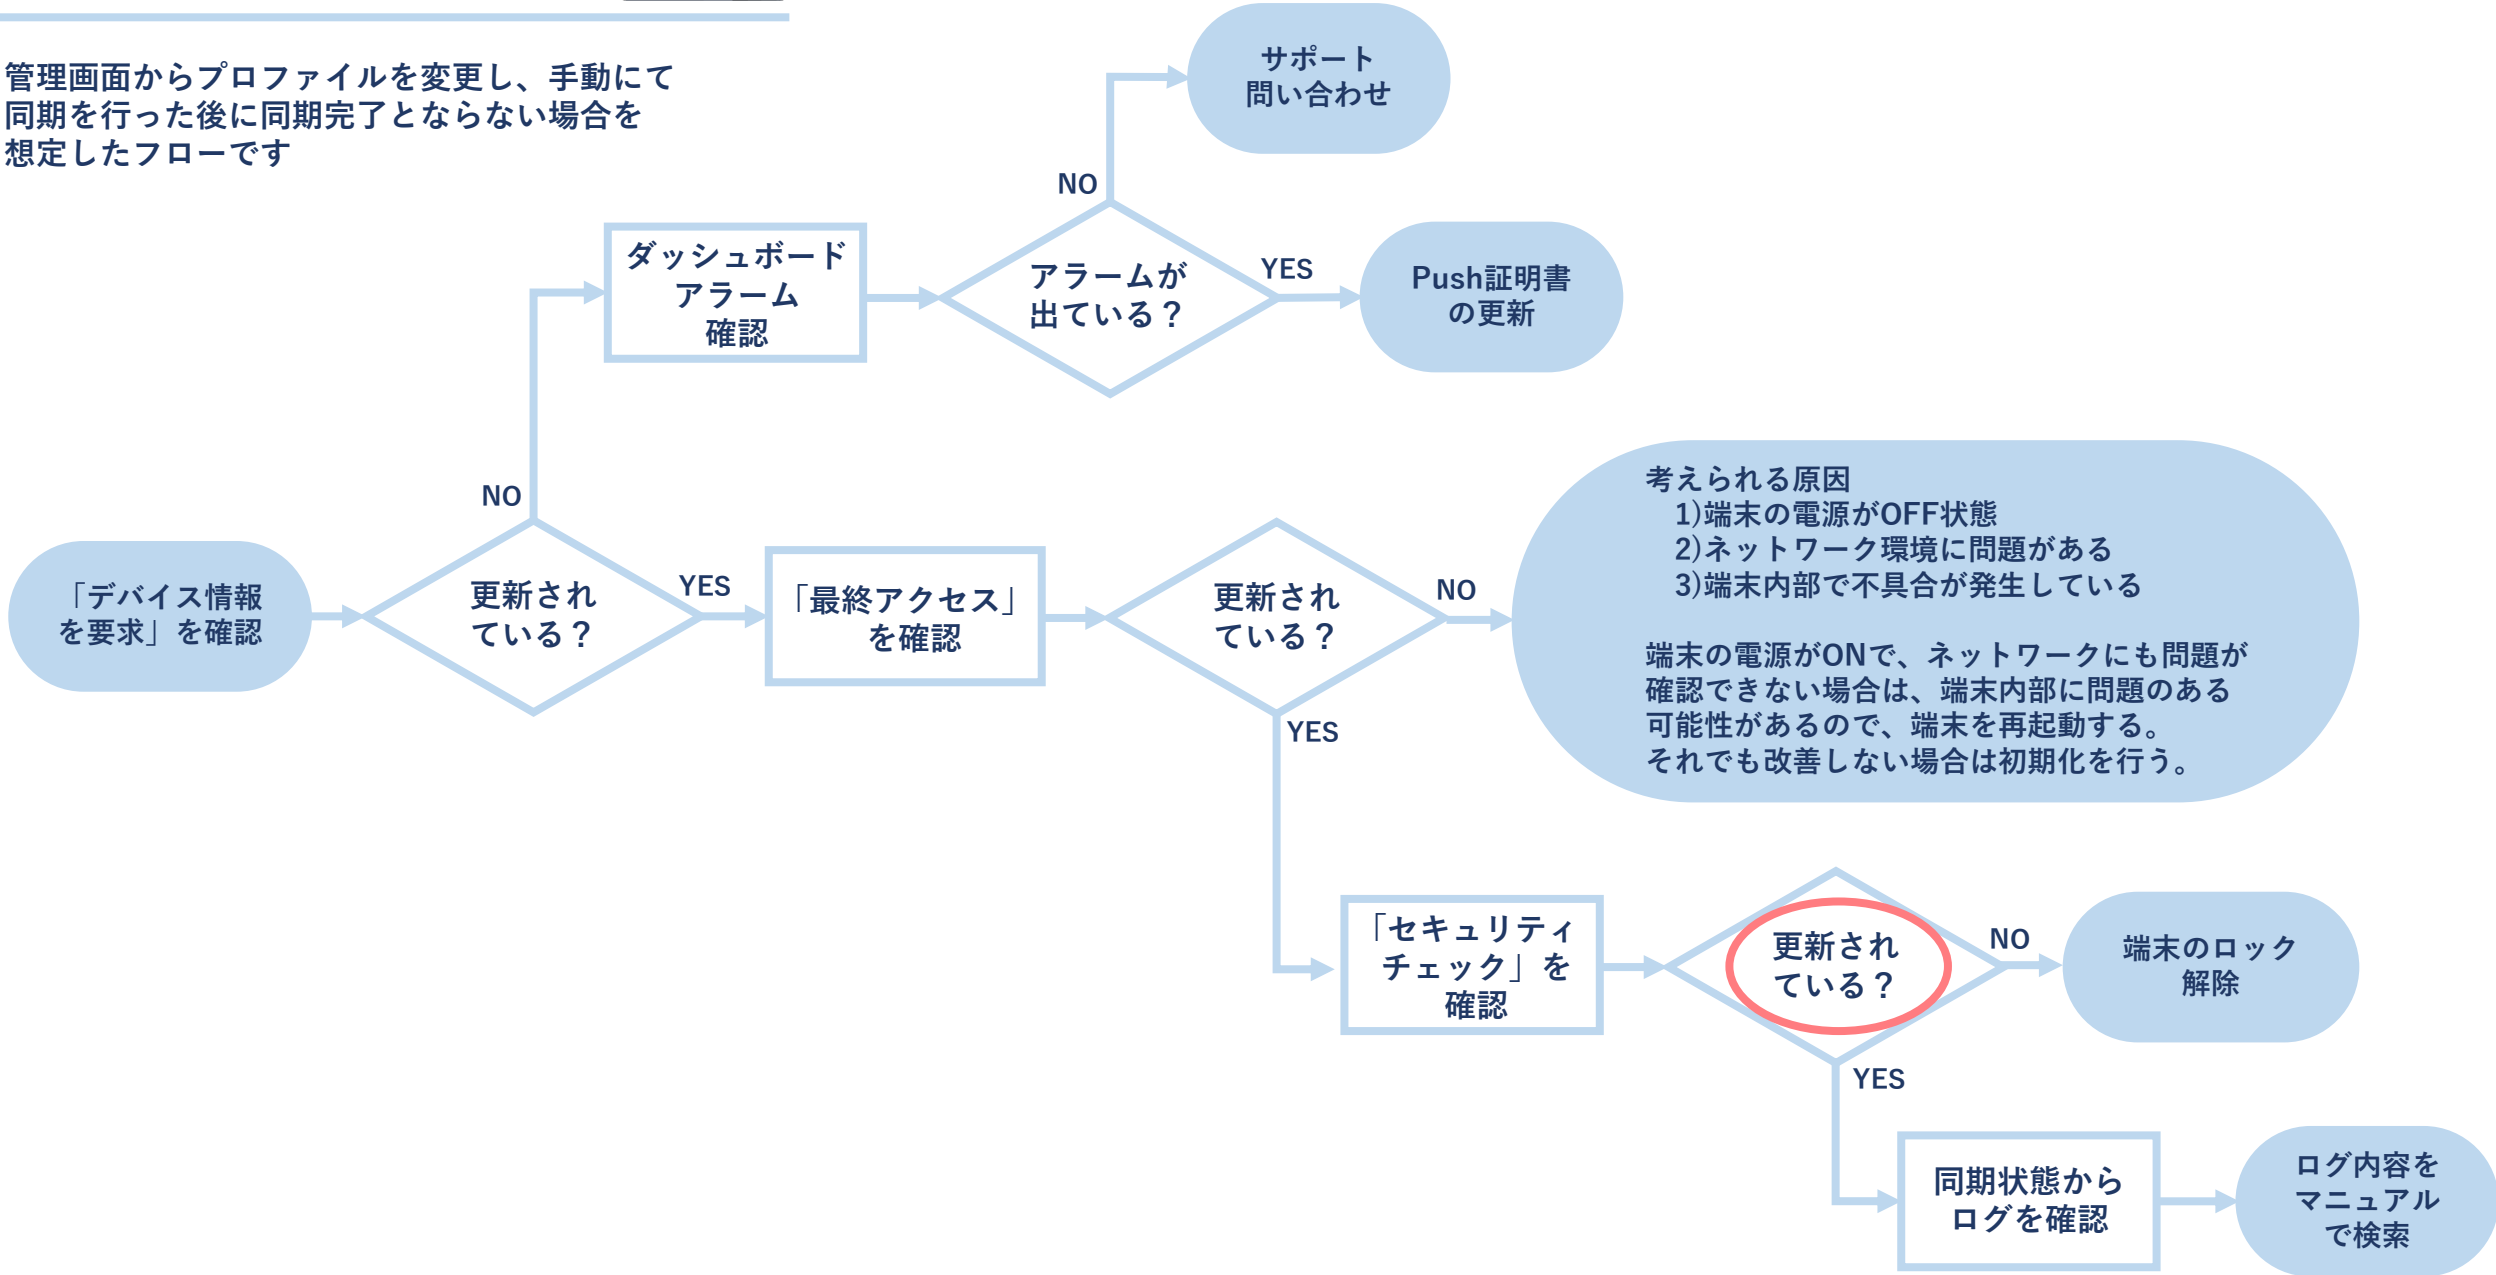 管理画面からプロファイルを変更し、手動にて
同期を行った後に同期完了とならない場合を
想定したフローです
サポート
問い合わせ
NO
ダッシュボード
アラーム
確認
アラームが
出ている？
YES
Push証明書
の更新
NO
「デバイス情報
を要求」を確認
更新され
ている？
YES
「最終アクセス」
を確認
更新され
ている？
NO
考えられる原因
1)端末の電源がOFF状態
2)ネットワーク環境に問題がある
3)端末内部で不具合が発生している
端末の電源がONで、ネットワークにも問題が
確認できない場合は、端末内部に問題のある
可能性があるので、端末を再起動する。
それでも改善しない場合は初期化を行う。
YES
「セキュリティ
チェック」を
確認
更新され
ている？
NO
端末のロック
解除
YES
同期状態から
ログを確認
ログ内容を
マニュアル
で検索